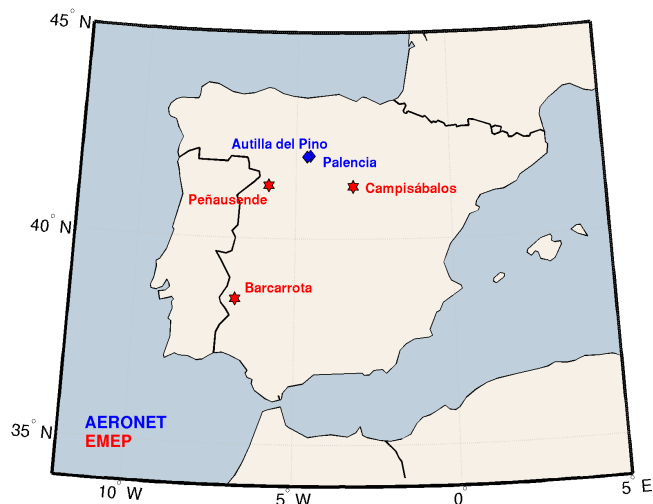 45° N
Autilla del Pino
Palencia
Peñausende
Campisábalos
40° N
Barcarrota
AERONET
EMEP
35° N
10° W
5° W
0
5° E